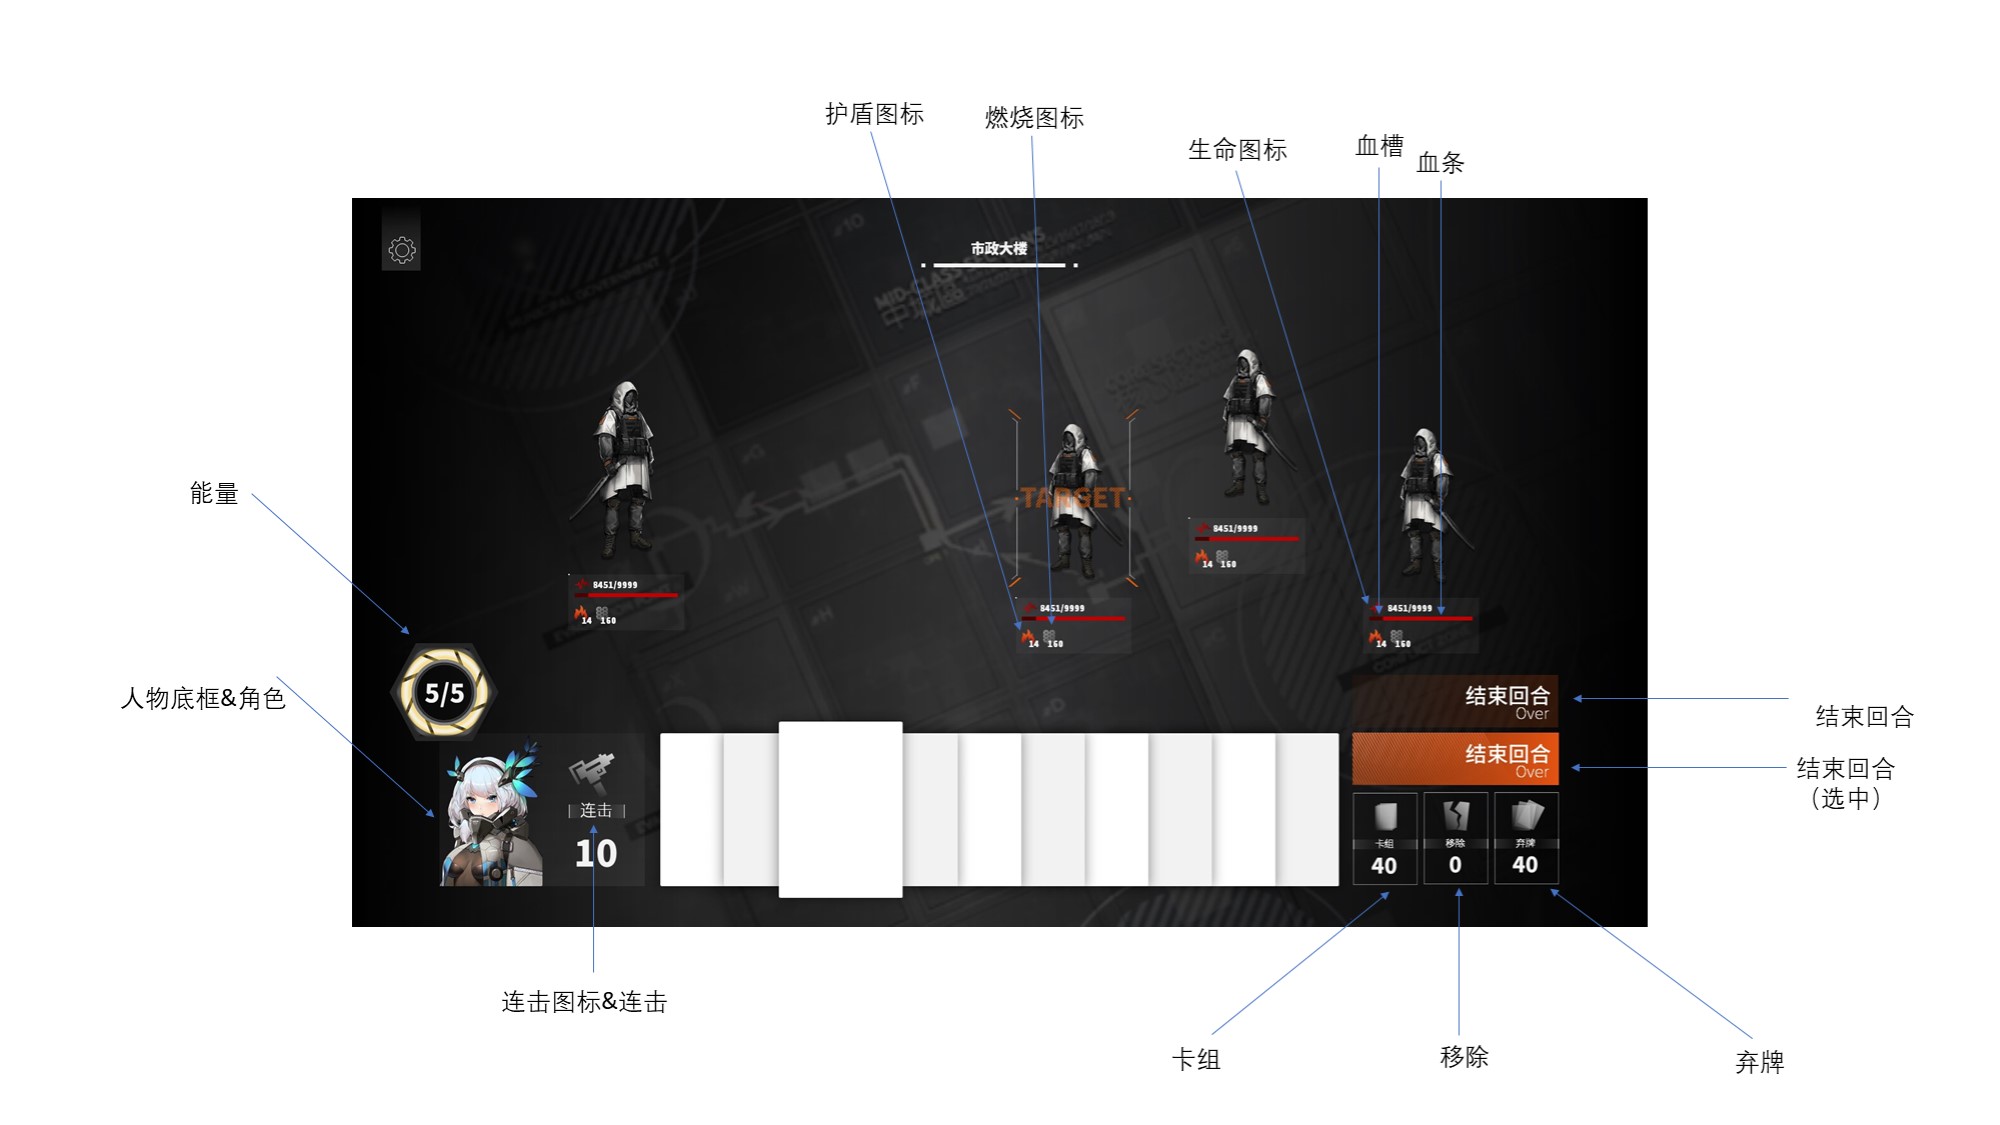 护盾图标
燃烧图标
生命图标
血槽
血条
市政大楼
MID-CLASS SECTIONS
TARGET
8451/9999
14 160
8451/9999
14 160
8451/9999
14 160
8451/9999
14 160
能量
5/5
人物底框&角色
连击
10
结束回合
Over
结束回合
Over
卡组
40
移除
0
弃牌
40
结束回合
结束回合
（选中）
连击图标&连击
卡组
移除
弃牌